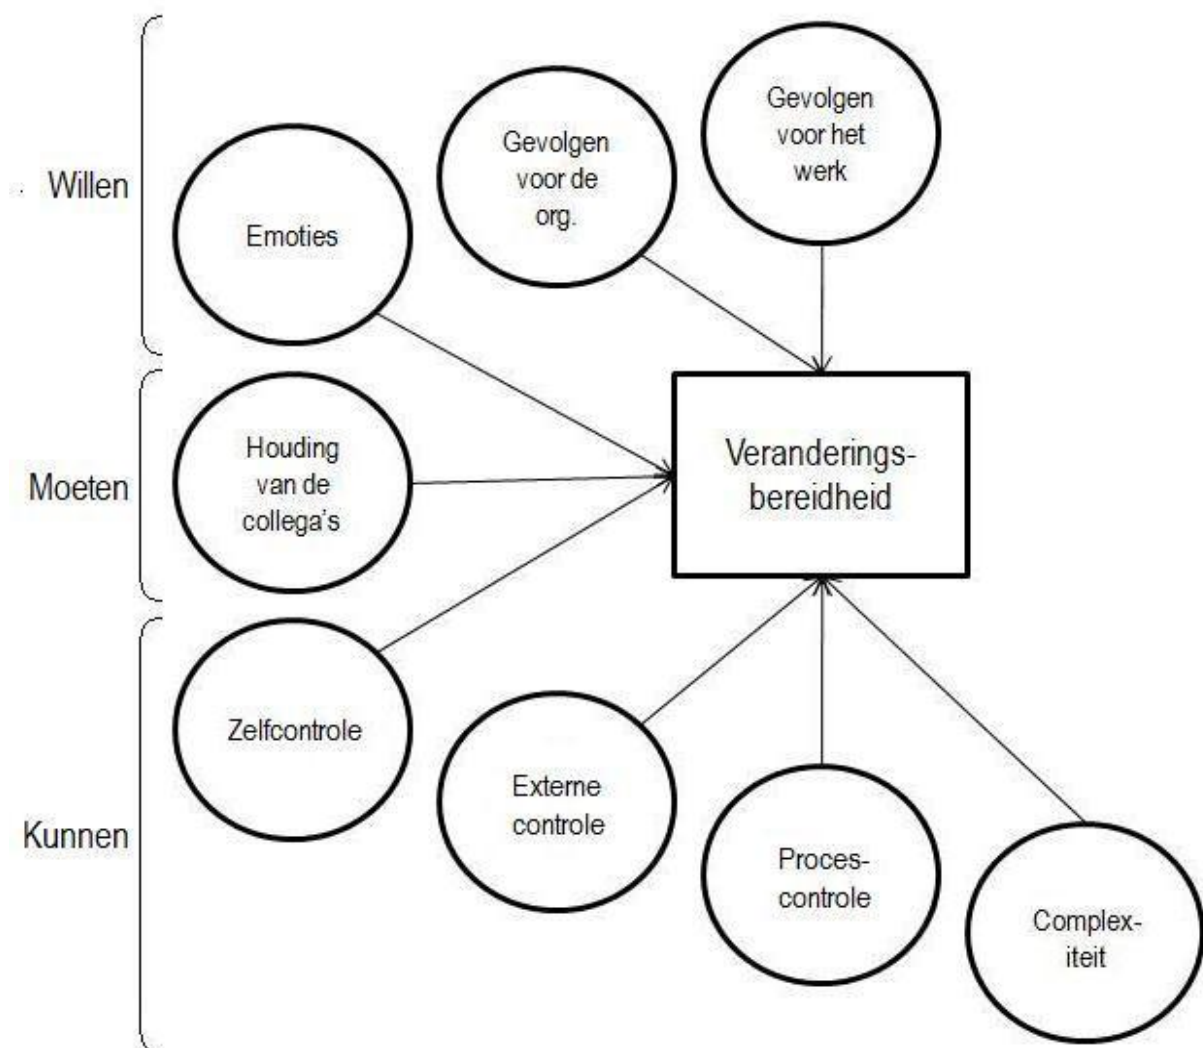 Willen
Emoties
Gevolgen
voor de
org.
Gevolgen
voor het
werk
Moeten
Houding
van de
collega's
Veranderings-
bereidheid
Kunnen
Zelfcontrole
Externe
controle
Proces-
controle
Complex-
iteit